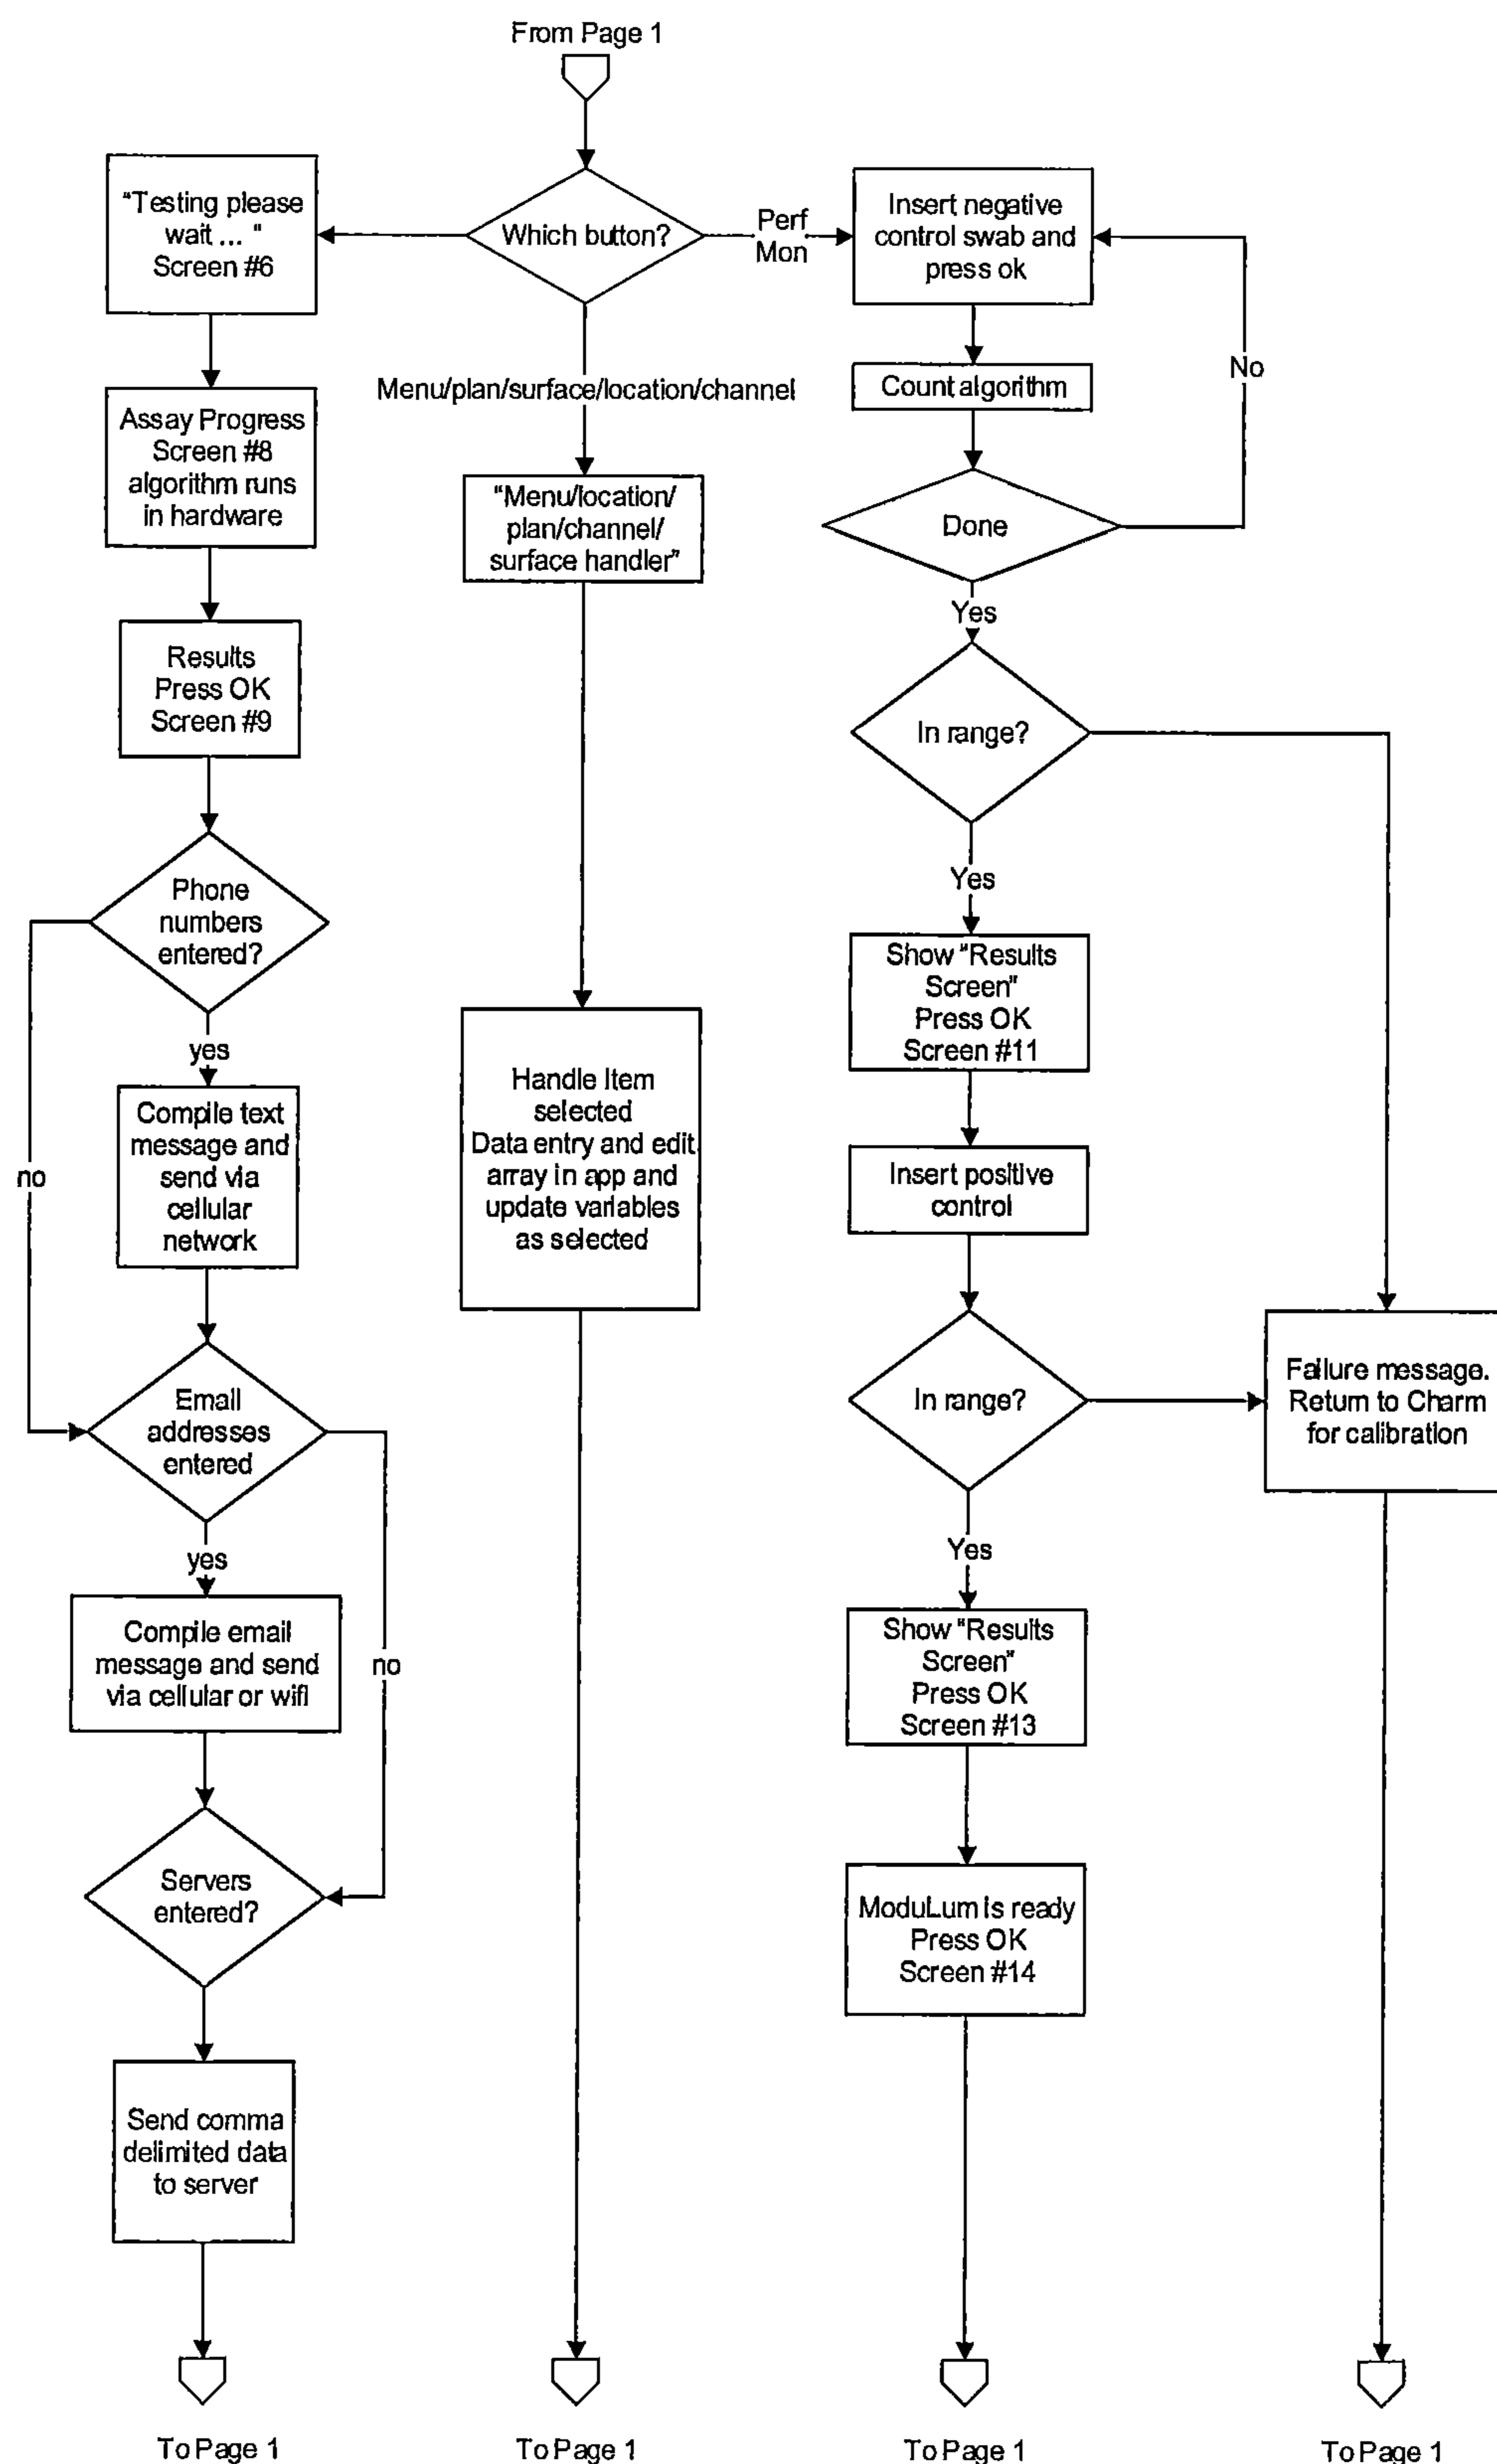 From Page 1
"Testing please
wait ... "
Screen #6
Which button?
Perf
Mon
Insert negative
control swab and
press ok
No
Menu/plan/surface/location/channel
Count algorithm
Assay Progress
Screen #8
algorithm runs
in hardware
"Menu/location/
plan/channel/
surface handler"
Done
Yes
Results
Press OK
Screen #9
In range?
Phone
numbers
entered?
Yes
Show "Results
Screen"
Press OK
Screen #11
yes
Handle Item
selected
Data entry and edit
array in app and
update variables
as selected
Compile text
message and
send via
cellular
network
no
Insert positive
control
Email
addresses
entered
In range?
Failure message.
Return to Charm
for calibration
yes
Yes
Compile email
message and send
via cellular or wifi
no
Show "Results
Screen"
Press OK
Screen #13
Servers
entered?
ModuLum is ready
Press OK
Screen #14
Send comma
delimited data
to server
To Page 1
To Page 1
To Page 1
To Page 1